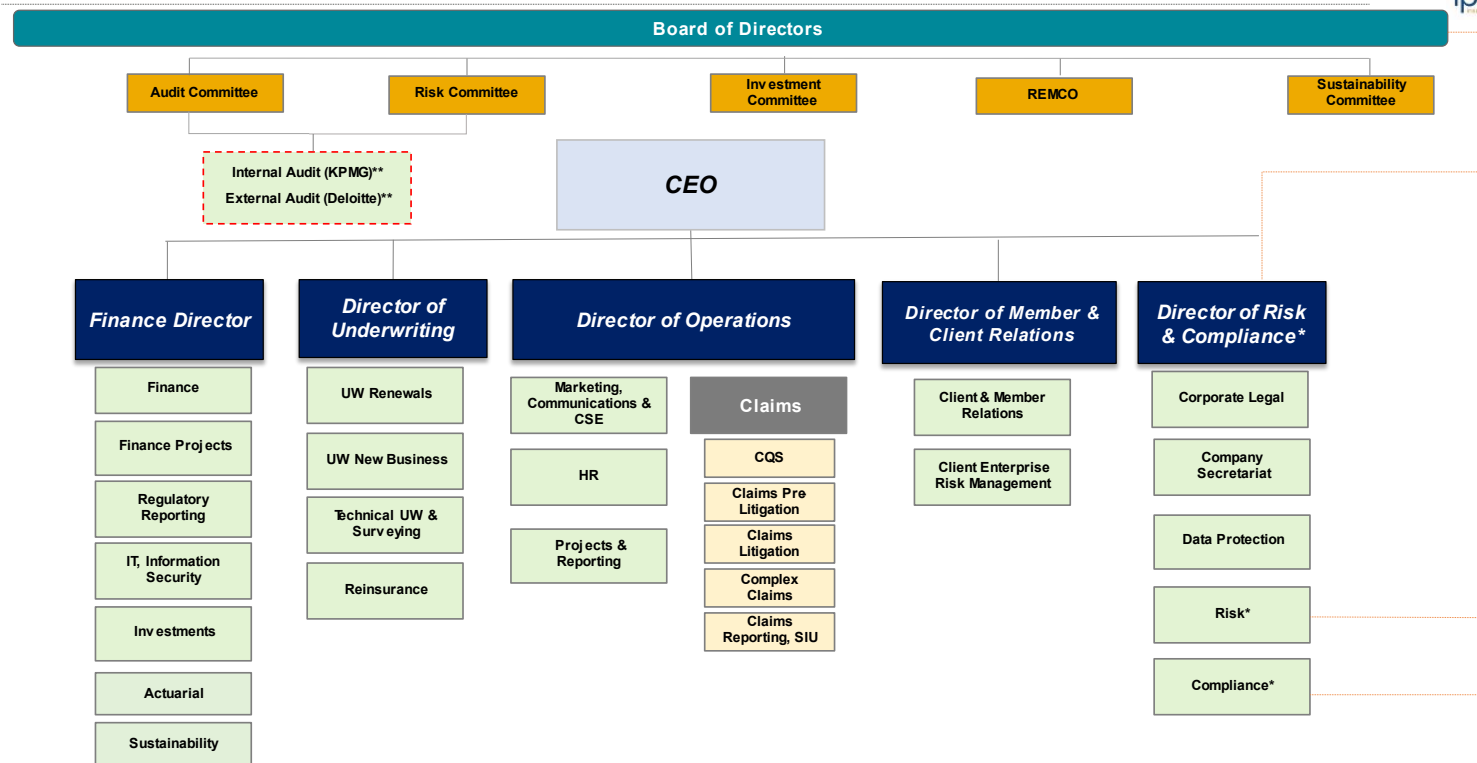 ip
Board of Directors
Audit Committee
Risk Committee
Investment
Committee
REMCO
Sustainability
Committee
Internal Audit (KPMG)**
External Audit (Deloitte)**
CEO
Finance Director
Director of
Underwriting
Director of Operations
Director of Member &
Client Relations
Director of Risk
& Compliance*
Finance
Finance Projects
Regulatory
Reporting
IT, Information
Security
Investments
Actuarial
Sustainability
UW Renewals
UW New Business
Technical UW &
Surveying
Reinsurance
Marketing,
Communications &
CSE
HR
Projects &
Reporting
Claims
CQS
Claims Pre
Litigation
Claims
Litigation
Complex
Claims
Claims
Reporting, SIU
Client & Member
Relations
Client Enterprise
Risk Management
Corporate Legal
Company
Secretariat
Data Protection
Risk*
Compliance*